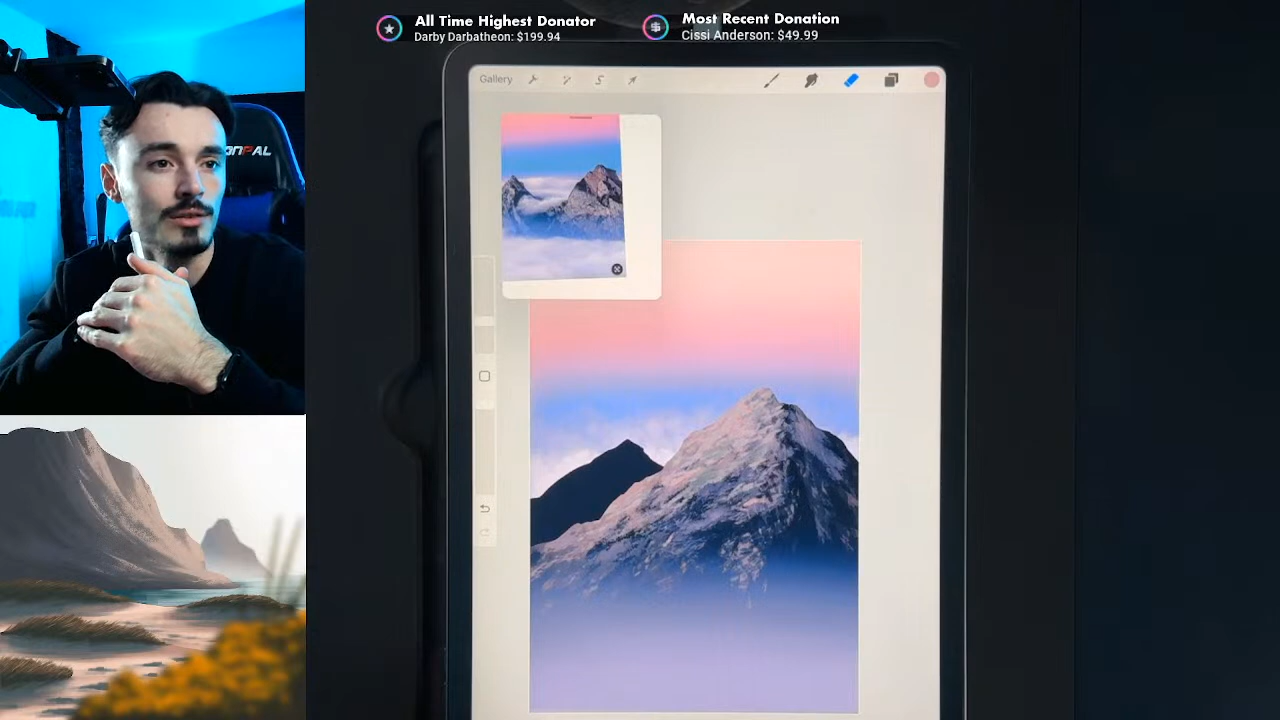 All Time Highest Donator
Darby Darbatheon: $199.94
Most Recent Donation
Cissi Anderson: $49.99
Gallery